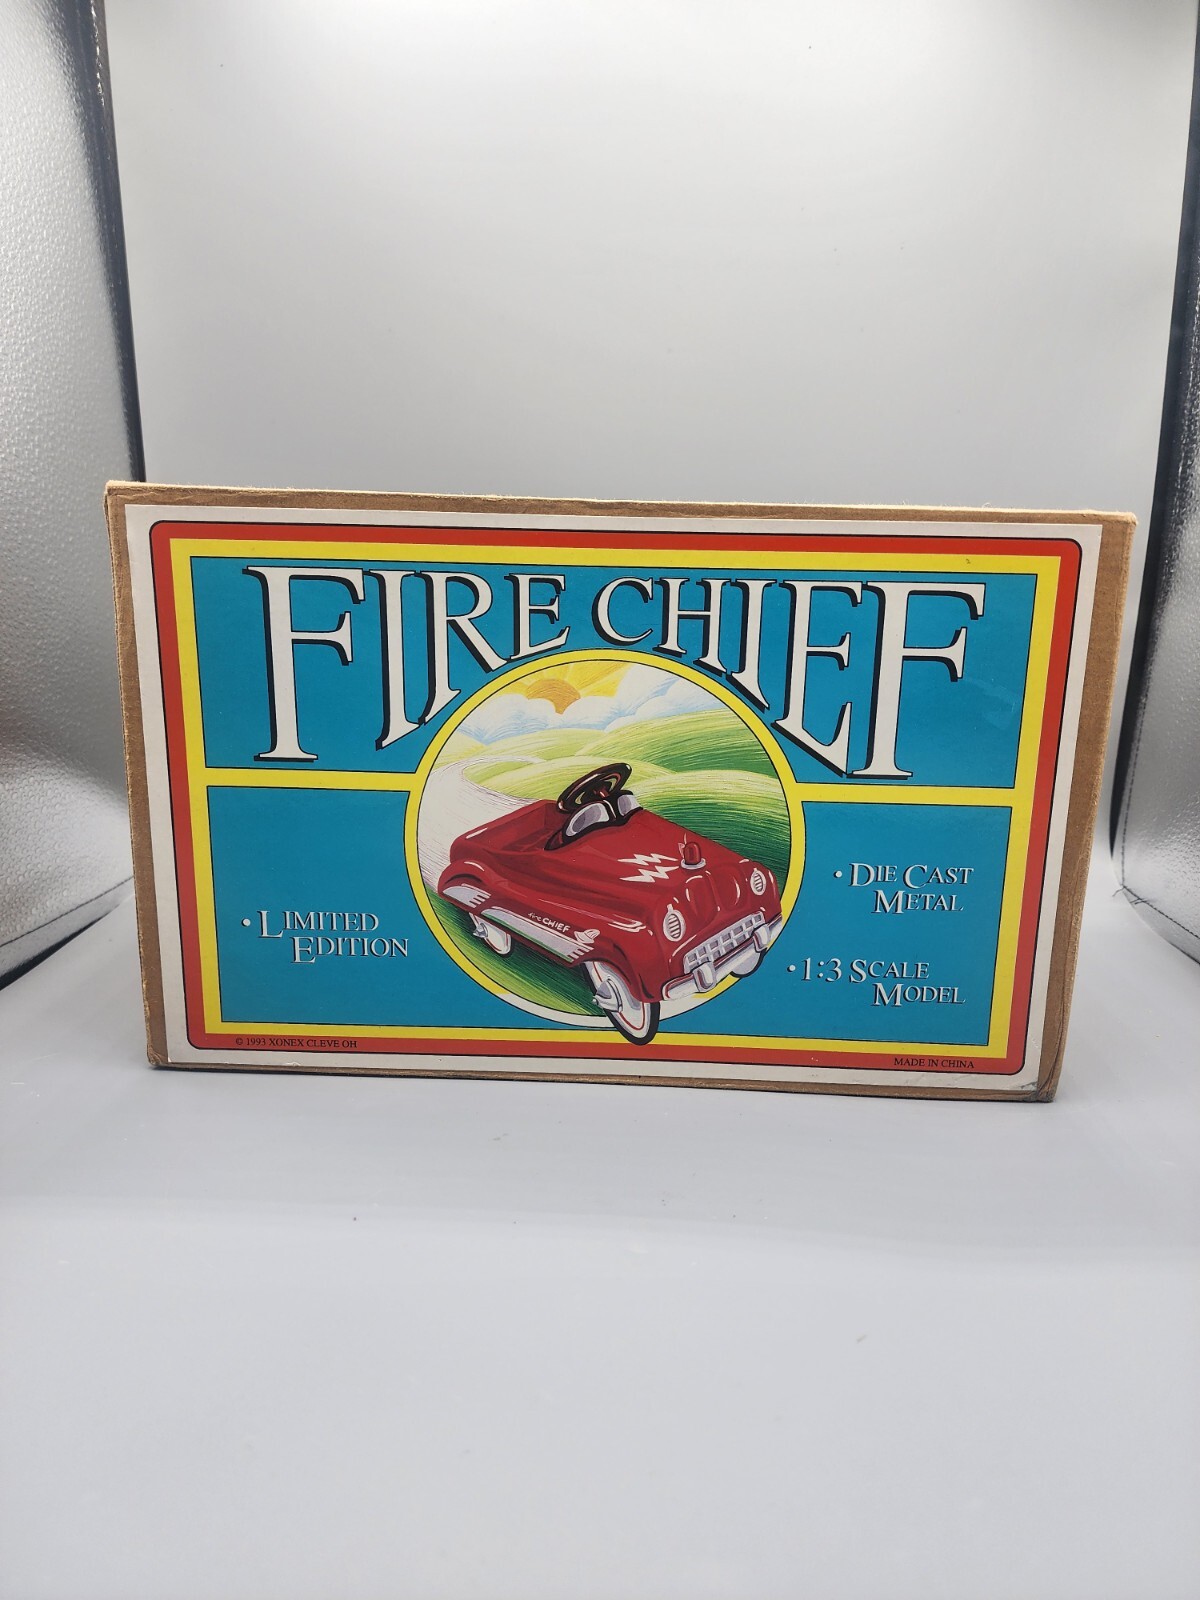 FIRE CHIEF
• LIMITED
EDITION
fire CHIEF
• DIE CAST
METAL
• 1:3 SCALE
MODEL
© 1993 XONEX CLEVE OH
MADE IN CHINA